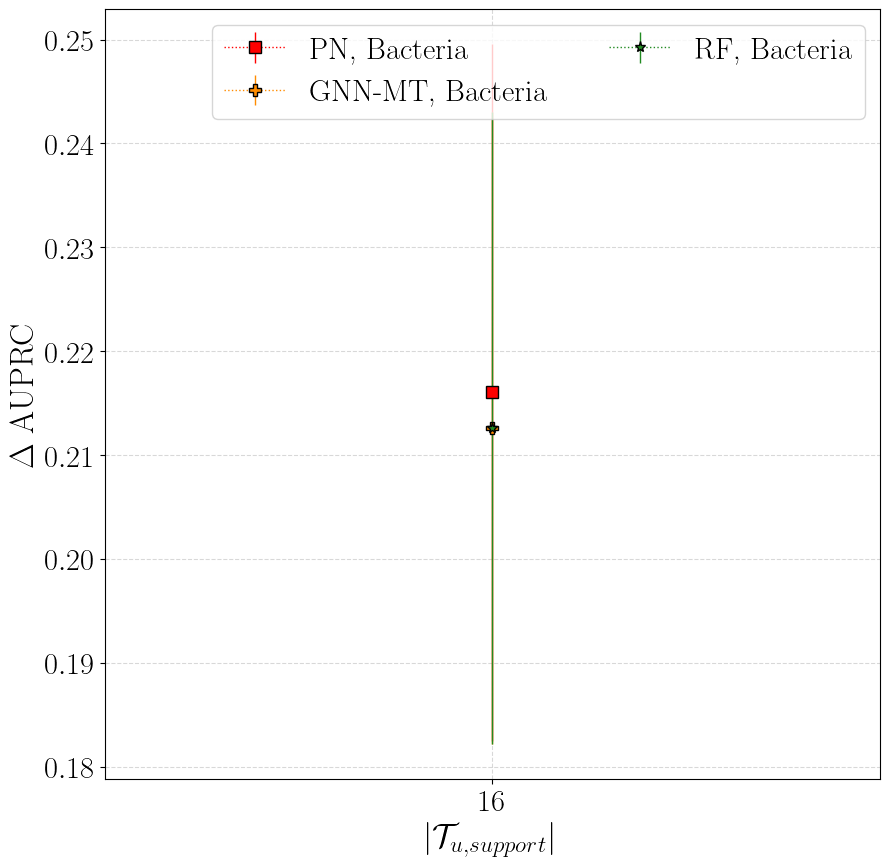 PN, Bacteria
GNN-MT, Bacteria
RF, Bacteria
0.25
0.24
0.23
0.22
0.21
0.20
0.19
0.18
Δ AUPRC
16
|𝒯u,support|